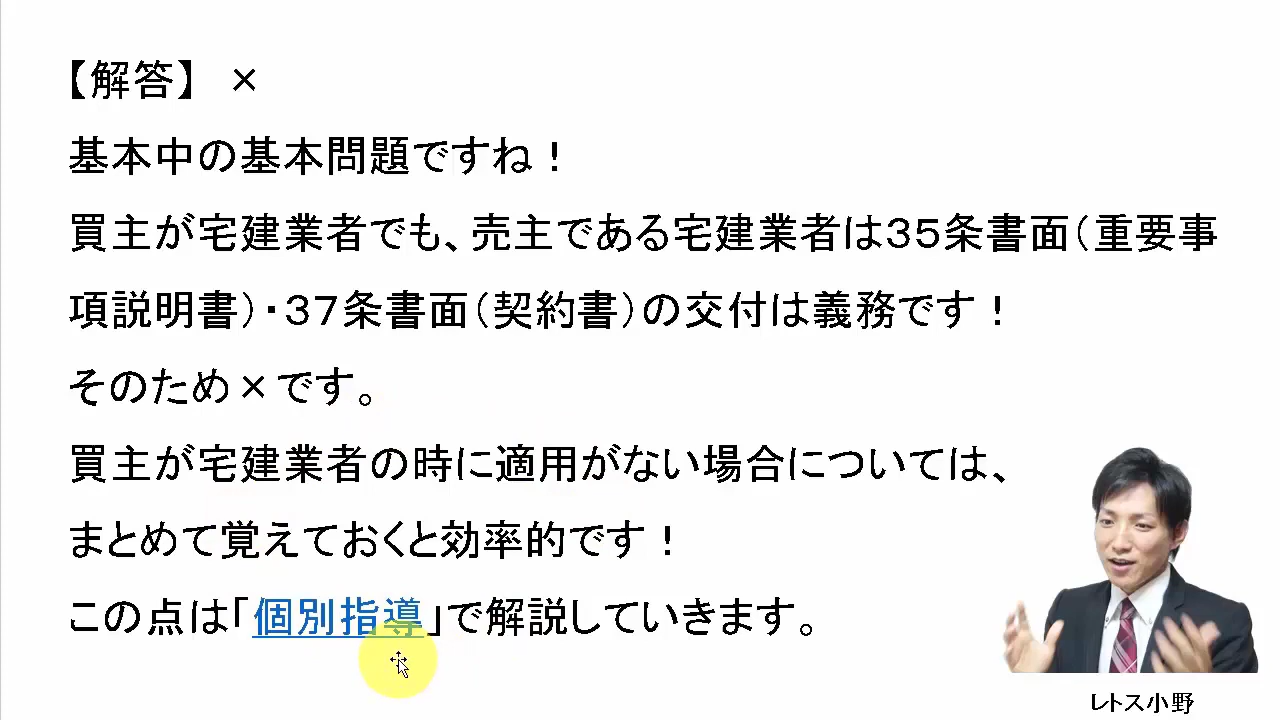 【解答】　×
基本中の基本問題ですね！
買主が宅建業者でも、売主である宅建業者は３５条書面（重要事
項説明書）・３７条書面（契約書）の交付は義務です！
そのため×です。
買主が宅建業者の時に適用がない場合については、
まとめて覚えておくと効率的です！
この点は「個別指導」で解説していきます。
レトス小野